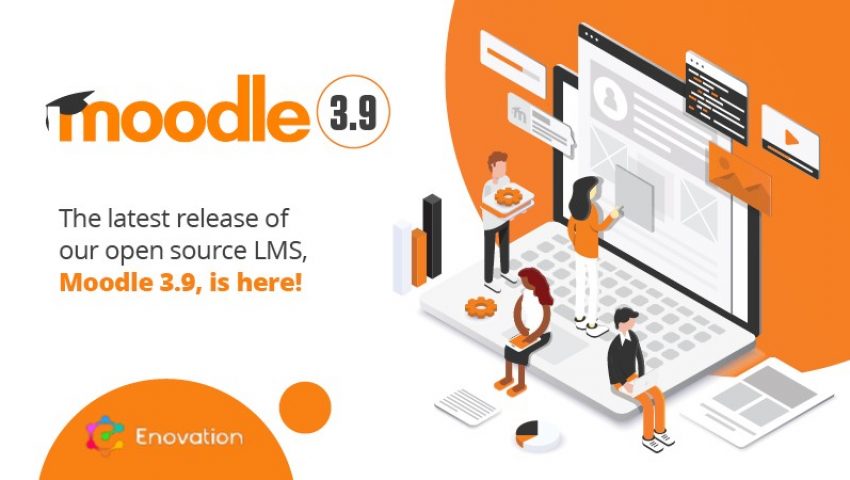 moodle 3.9
The latest release of
our open source LMS,
Moodle 3.9, is here!
m
Enovation